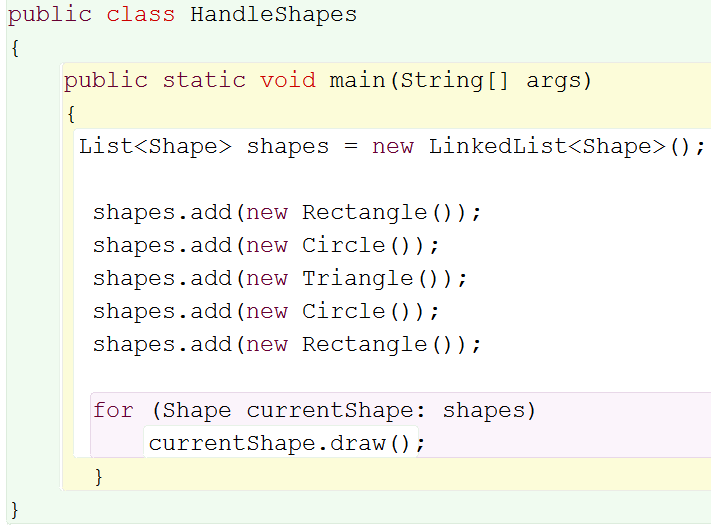 public class HandleShapes
{
public static void main(String[] args)
{
List<Shape> shapes = new LinkedList<Shape>();
shapes.add(new Rectangle());
shapes.add(new Circle());
shapes.add(new Triangle());
shapes.add(new Circle());
shapes.add(new Rectangle());
for (Shape currentShape: shapes)
currentShape.draw();
}
}